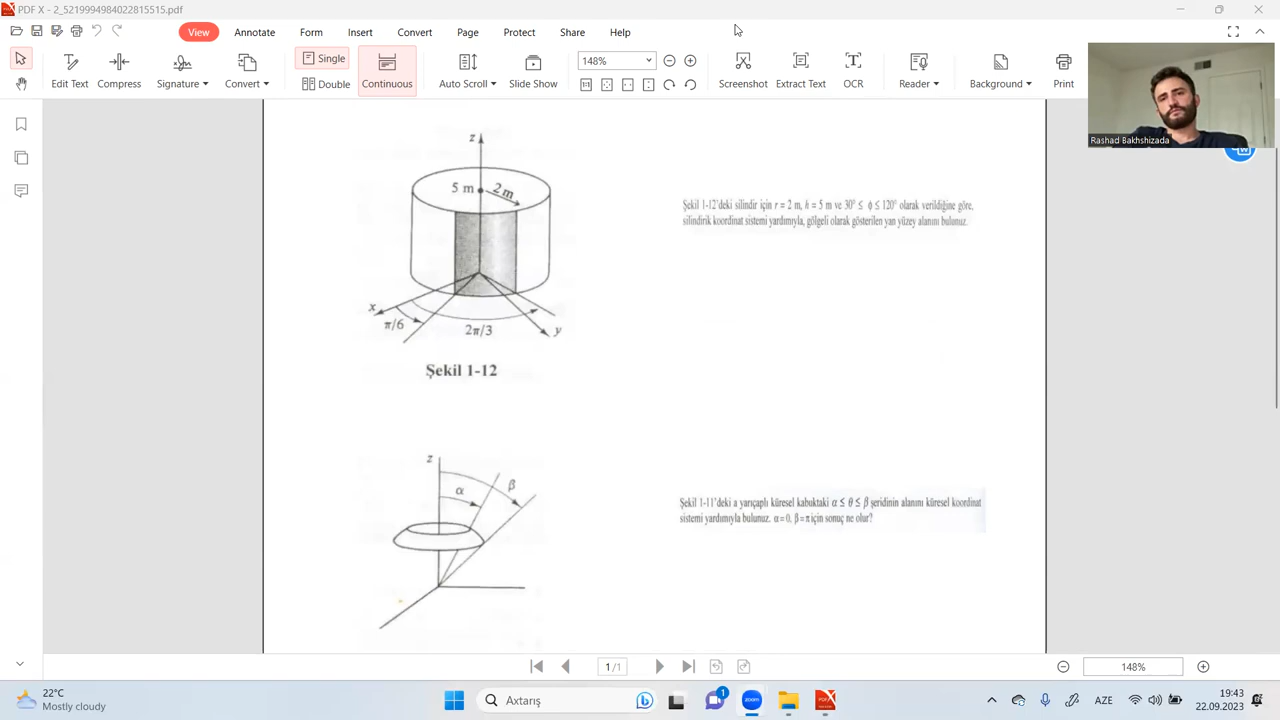 PDF X - 2_5219994984022815515.pdf
View Annotate Form Insert Convert Page Protect Share Help
Edit Text Compress Signature Convert Single Double Continuous Auto Scroll Slide Show 148% Screenshot Extract Text OCR Reader Background Print
Rashad Bakhshizada
z
5 m 2 m
x
π/6
2π/3
y
Şekil 1-12
Şekil 1-12'deki silindir için r = 2 m, h = 5 m ve 30° ≤ ϕ ≤ 120° olarak verildiğine göre,
silindirik koordinat sistemi yardımıyla, gölgeli olarak gösterilen yan yüzey alanını bulunuz.
z
α
β
Şekil 1-11'deki a yarıçaplı küresel kabuktaki α ≤ θ ≤ β şeridinin alanını küresel koordinat
sistemi yardımıyla bulunuz. α=0, β=π için sonuç ne olur?
1 /1
148%
22°C
Mostly cloudy
Axtarış
zoom
1
AZE
19:43
22.09.2023